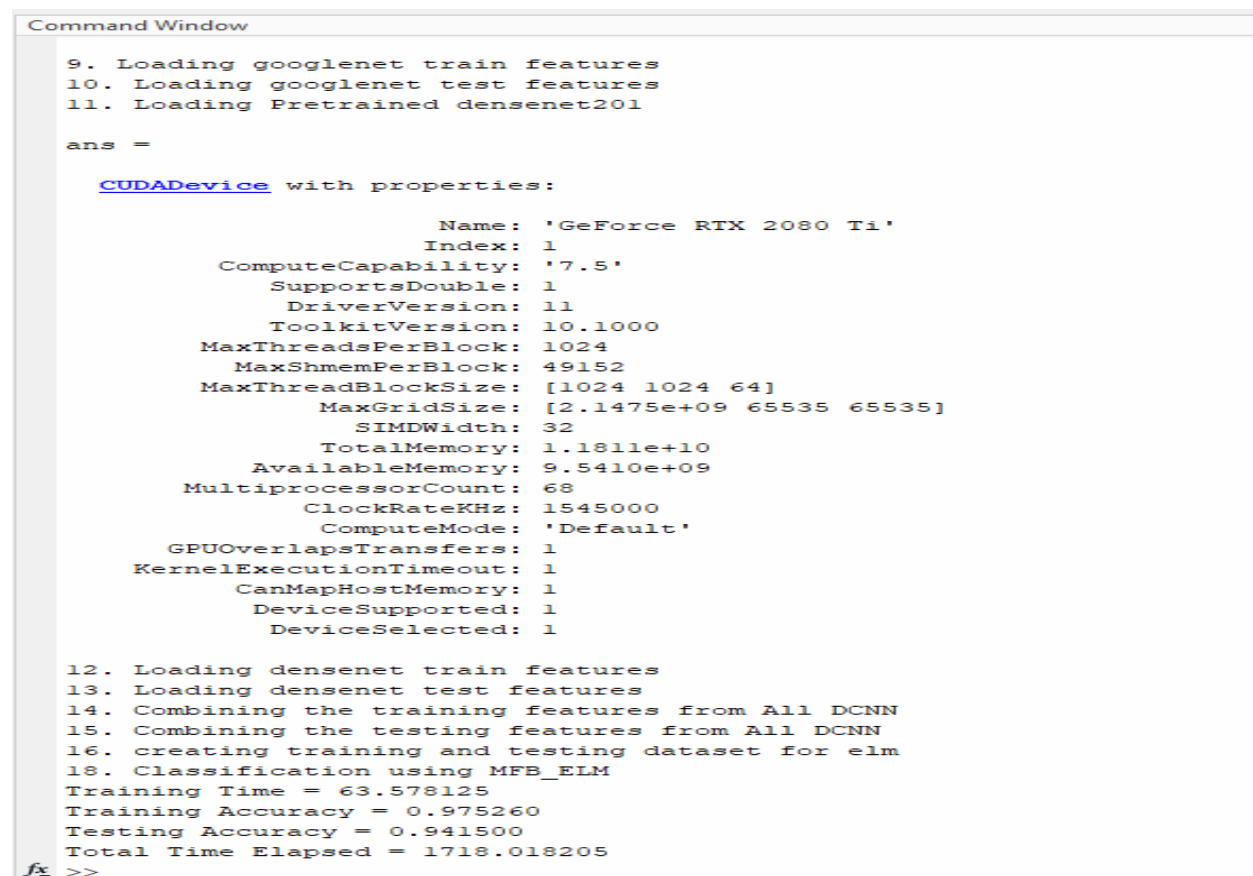 Command Window
9. Loading googlenet train features
10. Loading googlenet test features
11. Loading Pretrained densenet201
ans =
CUDADevice with properties:
Name: 'GeForce RTX 2080 Ti'
Index: 1
ComputeCapability: '7.5'
SupportsDouble: 1
DriverVersion: 11
ToolkitVersion: 10.1000
MaxThreadsPerBlock: 1024
MaxShmemPerBlock: 49152
MaxThreadBlockSize: [1024 1024 64]
MaxGridSize: [2.1475e+09 65535 65535]
SIMDWidth: 32
TotalMemory: 1.1811e+10
AvailableMemory: 9.5410e+09
MultiprocessorCount: 68
ClockRateKHz: 1545000
ComputeMode: 'Default'
GPUOverlapsTransfers: 1
KernelExecutionTimeout: 1
CanMapHostMemory: 1
DeviceSupported: 1
DeviceSelected: 1
12. Loading densenet train features
13. Loading densenet test features
14. Combining the training features from All DCNN
15. Combining the testing features from All DCNN
16. creating training and testing dataset for elm
18. Classification using MFB_ELM
Training Time = 63.578125
Training Accuracy = 0.975260
Testing Accuracy = 0.941500
Total Time Elapsed = 1718.018205
fx >>